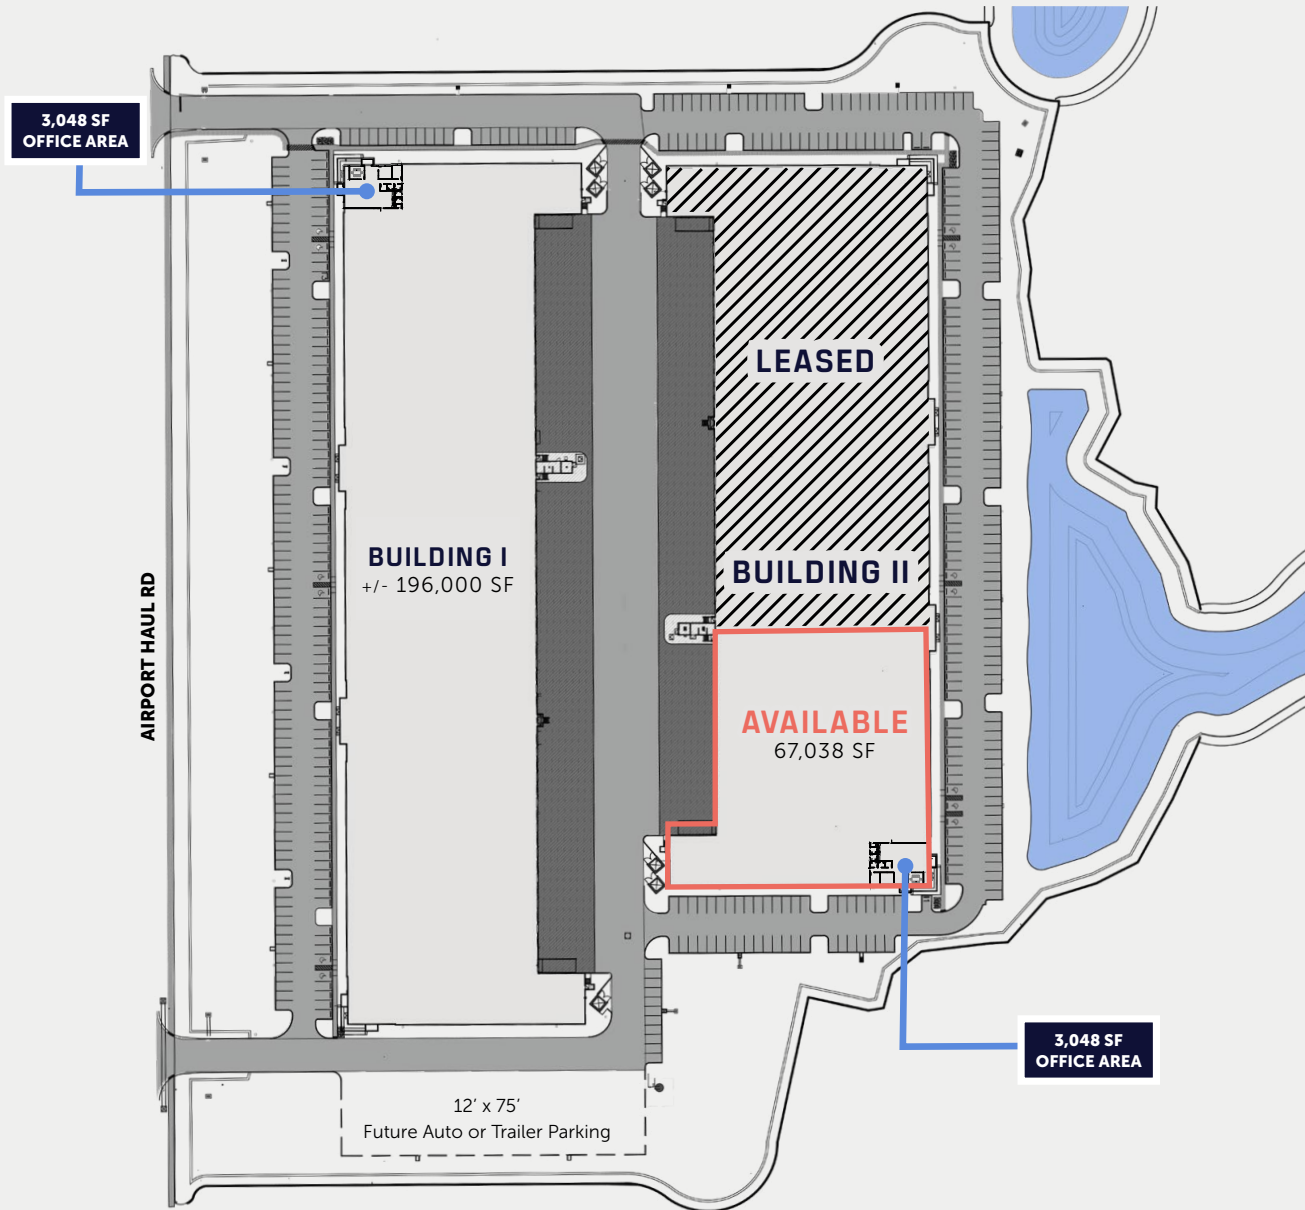 3,048 SF
OFFICE AREA
LEASED
BUILDING I
+/- 196,000 SF
BUILDING II
AIRPORT HAUL RD
AVAILABLE
67,038 SF
3,048 SF
OFFICE AREA
12’ x 75’
Future Auto or Trailer Parking